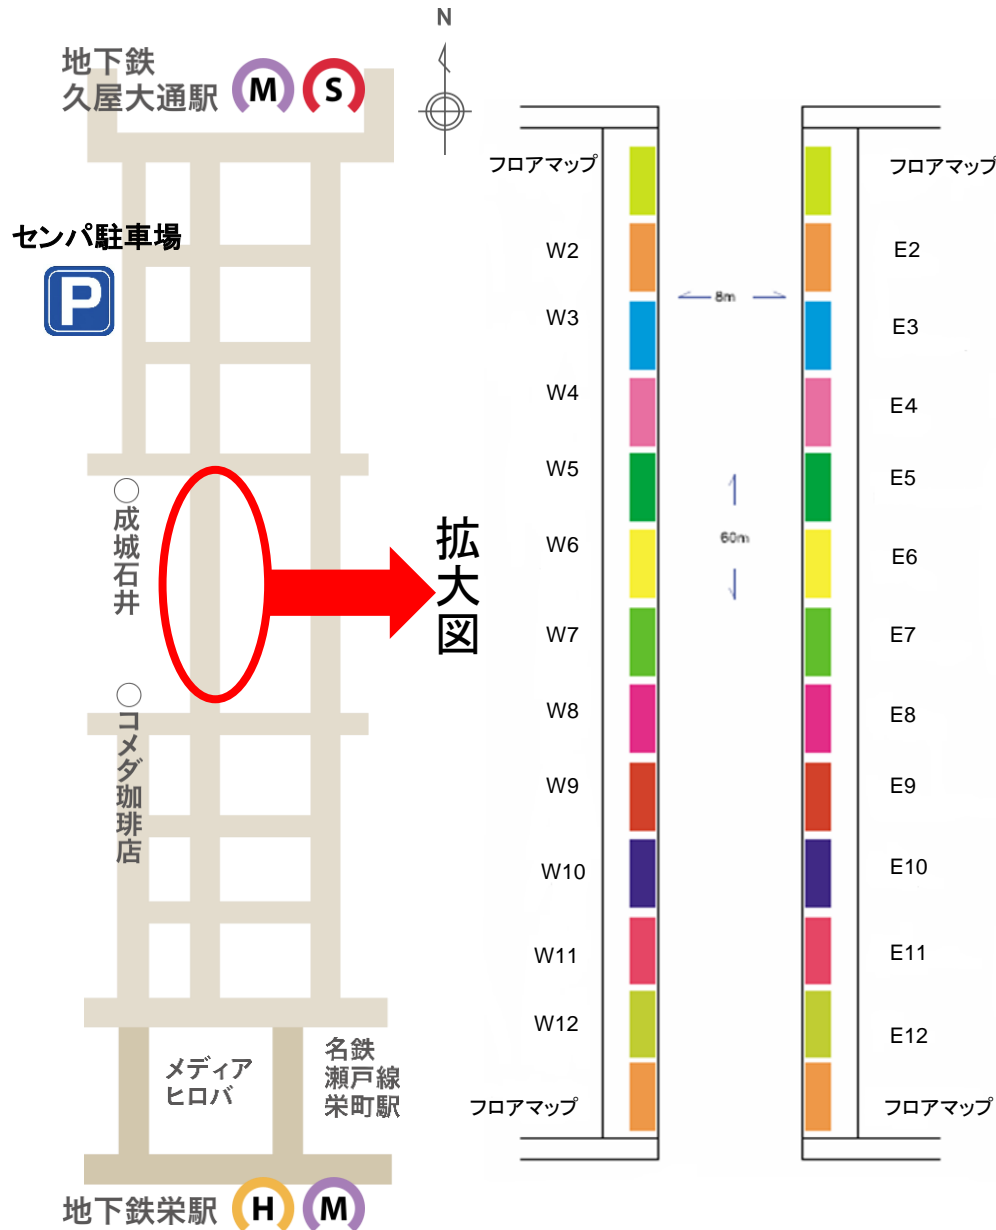 地下鉄
久屋大通駅
M
S
N
センパ駐車場
P
成城石井
コメダ珈琲店
メディア
ヒロバ
名鉄
瀬戸線
栄町駅
地下鉄栄駅
H
M
拡大図
フロアマップ
フロアマップ
W2
E2
8m
W3
E3
W4
E4
W5
E5
60m
W6
E6
W7
E7
W8
E8
W9
E9
W10
E10
W11
E11
W12
E12
フロアマップ
フロアマップ